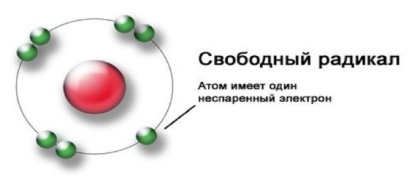 Свободный радикал
Атом имеет один
неспаренный электрон